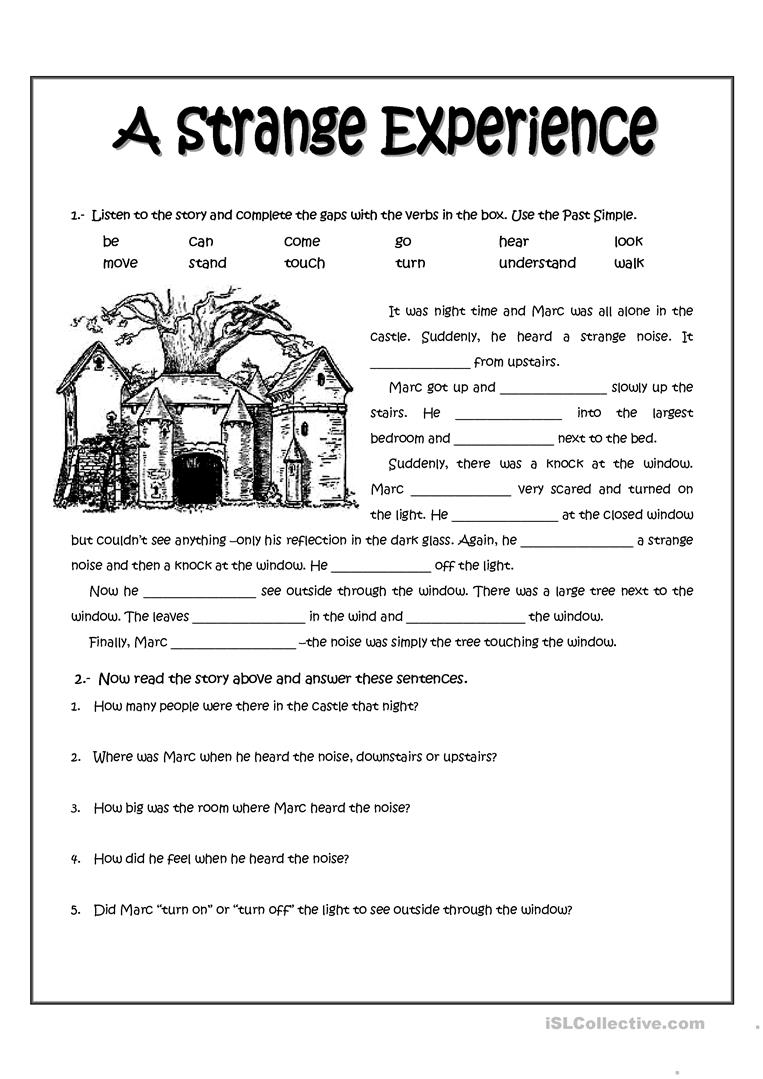 A Strange Experience
1.- Listen to the story and complete the gaps with the verbs in the box. Use the Past Simple.
be can come go hear look
move stand touch turn understand walk
It was night time and Marc was all alone in the
castle. Suddenly, he heard a strange noise. It
_______________ from upstairs.
Marc got up and ________________ slowly up the
stairs. He ________________ into the largest
bedroom and _______________ next to the bed.
Suddenly, there was a knock at the window.
Marc _______________ very scared and turned on
the light. He ________________ at the closed window
but couldn't see anything –only his reflection in the dark glass. Again, he _________________ a strange
noise and then a knock at the window. He _______________ off the light.
Now he _________________ see outside through the window. There was a large tree next to the
window. The leaves _________________ in the wind and __________________ the window.
Finally, Marc ___________________ –the noise was simply the tree touching the window.
2.- Now read the story above and answer these sentences.
1. How many people were there in the castle that night?
2. Where was Marc when he heard the noise, downstairs or upstairs?
3. How big was the room where Marc heard the noise?
4. How did he feel when he heard the noise?
5. Did Marc “turn on” or “turn off” the light to see outside through the window?
iSLCollective.com